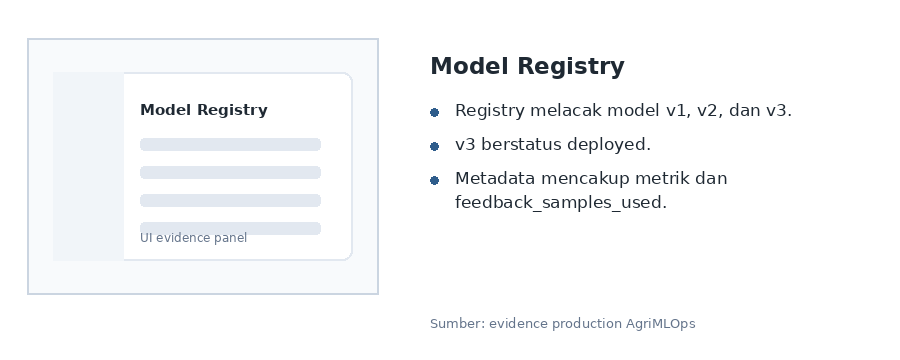 Model Registry
UI evidence panel
Model Registry
Registry melacak model v1, v2, dan v3.
v3 berstatus deployed.
Metadata mencakup metrik dan
feedback_samples_used.
Sumber: evidence production AgriMLOps